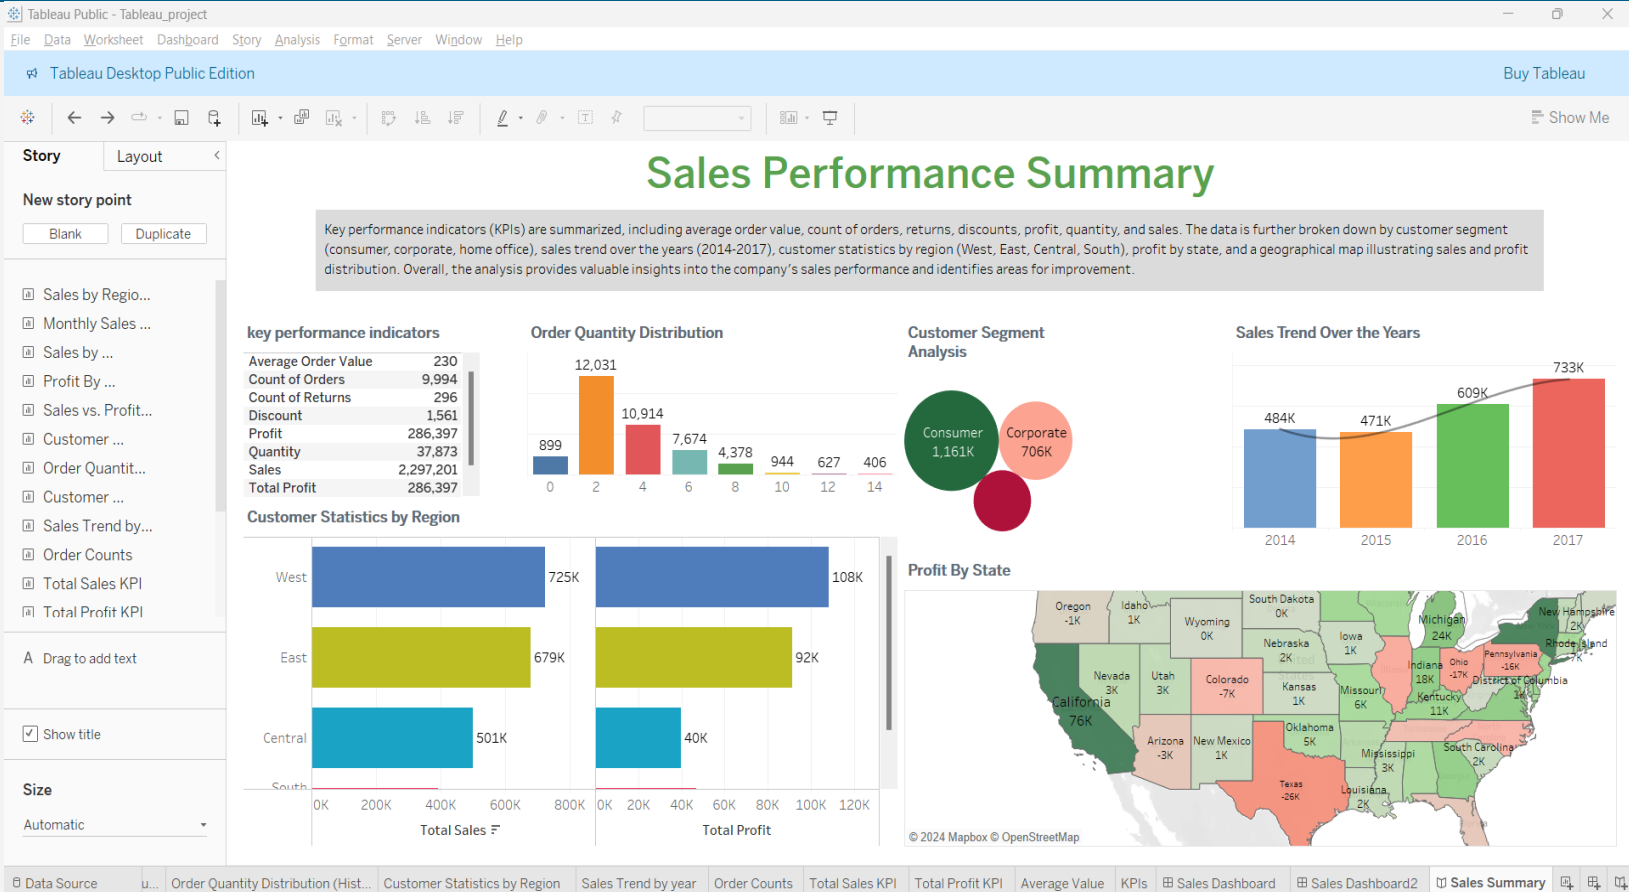 Tableau Public - Tableau_project
File Data Worksheet Dashboard Story Analysis Format Server Window Help
Tableau Desktop Public Edition
Buy Tableau
Show Me
Story
Layout
New story point
Blank
Duplicate
Sales by Regio...
Monthly Sales ...
Sales by ...
Profit By ...
Sales vs. Profit...
Customer ...
Order Quantit...
Customer ...
Sales Trend by...
Order Counts
Total Sales KPI
Total Profit KPI
A Drag to add text
Show title
Size
Automatic
Sales Performance Summary
Key performance indicators (KPIs) are summarized, including average order value, count of orders, returns, discounts, profit, quantity, and sales. The data is further broken down by customer segment
(consumer, corporate, home office), sales trend over the years (2014-2017), customer statistics by region (West, East, Central, South), profit by state, and a geographical map illustrating sales and profit
distribution. Overall, the analysis provides valuable insights into the company's sales performance and identifies areas for improvement.
key performance indicators
Average Order Value 230
Count of Orders 9,994
Count of Returns 296
Discount 1,561
Profit 286,397
Quantity 37,873
Sales 2,297,201
Total Profit 286,397
Order Quantity Distribution
899
12,031
10,914
7,674
4,378
944
627
406
0 2 4 6 8 10 12 14
Customer Segment
Analysis
Consumer
1,161K
Corporate
706K
Sales Trend Over the Years
484K
471K
609K
733K
2014 2015 2016 2017
Customer Statistics by Region
West 725K 108K
East 679K 92K
Central 501K 40K
South
0K 200K 400K 600K 800K 0K 20K 40K 60K 80K 100K 120K
Total Sales
Total Profit
Profit By State
Oregon
-1K
Idaho
1K
Wyoming
0K
South Dakota
0K
Nebraska
2K
Iowa
1K
Michigan
24K
New Hampshire
2K
Rhode Island
7K
Pennsylvania
-16K
Ohio
-17K
Indiana
18K
District of Columbia
Nevada
3K
Utah
3K
Colorado
-7K
Kansas
1K
Missouri
6K
Kentucky
11K
California
76K
Arizona
-3K
New Mexico
1K
Oklahoma
5K
Mississippi
3K
South Carolina
2K
Texas
-26K
Louisiana
2K
© 2024 Mapbox © OpenStreetMap
Data Source
u...
Order Quantity Distribution (Hist...
Customer Statistics by Region
Sales Trend by year
Order Counts
Total Sales KPI
Total Profit KPI
Average Value
KPIs
Sales Dashboard
Sales Dashboard2
Sales Summary